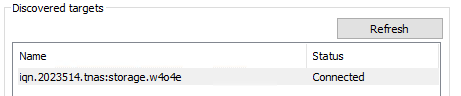 Discovered targets
Refresh
Name Status
iqn.2023514.tnas:storage.w4o4e Connected